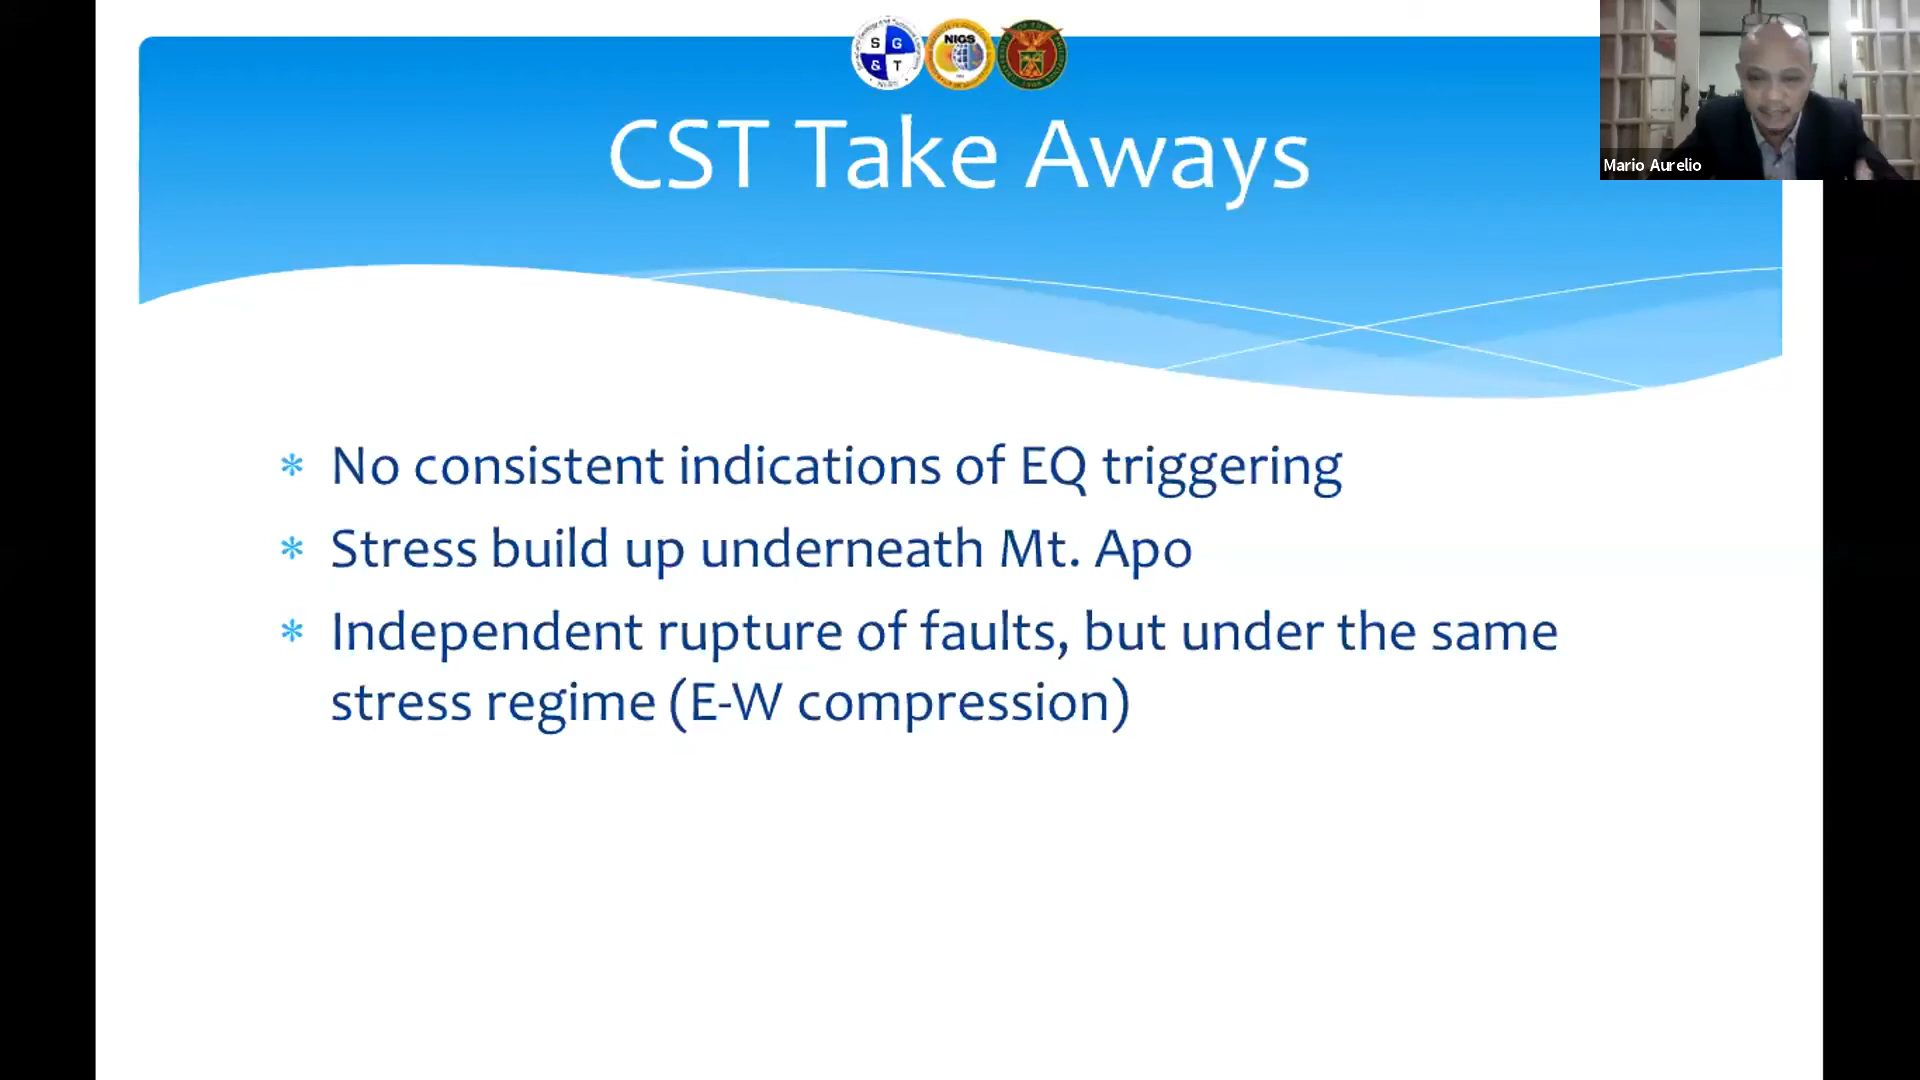 S G
NIGS
& T
CST Take Aways
Mario Aurelio
No consistent indications of EQ triggering
Stress build up underneath Mt. Apo
Independent rupture of faults, but under the same
stress regime (E-W compression)